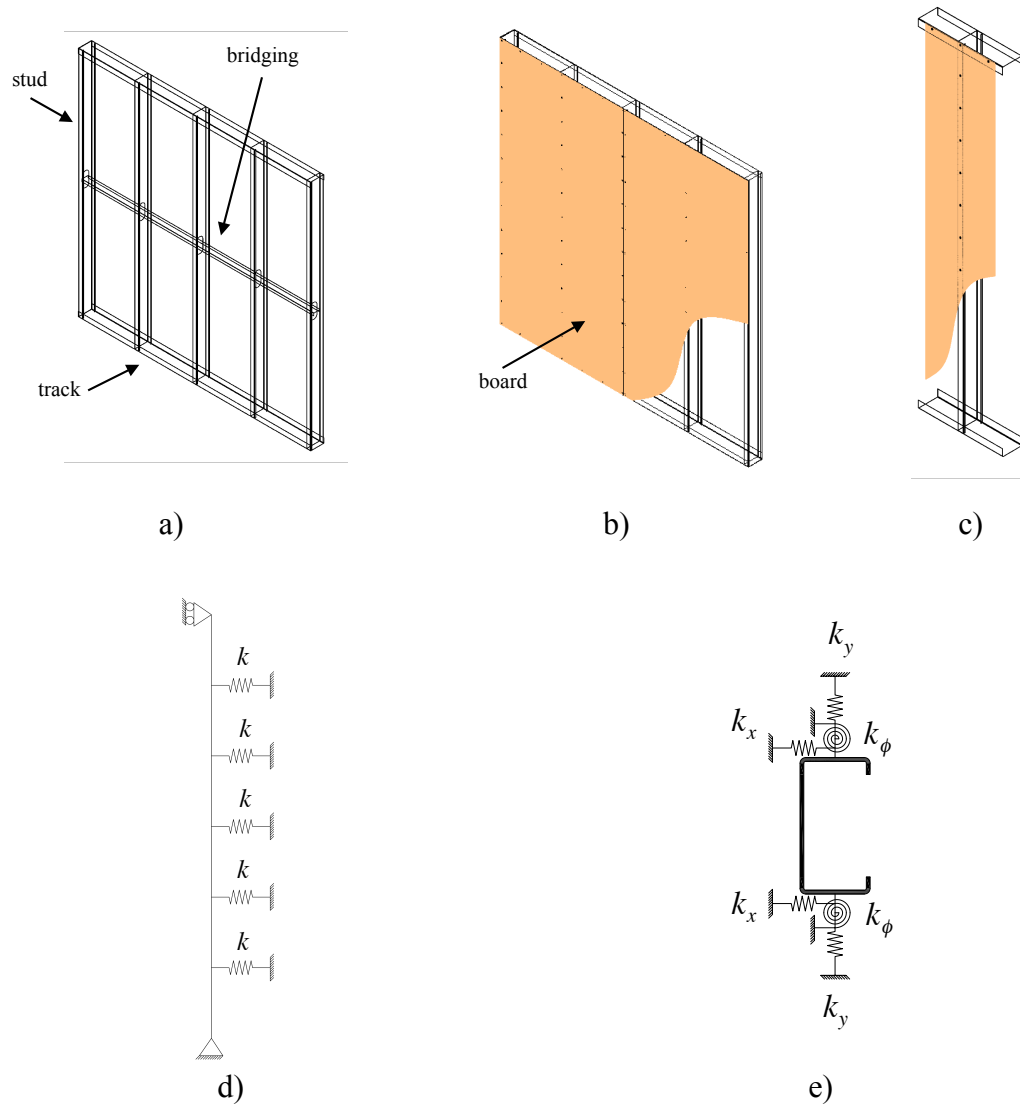 bridging
stud
track
a)
board
b)
c)
k
k
k
k
k
d)
k_y
k_x
k_ϕ
k_x
k_ϕ
k_y
e)